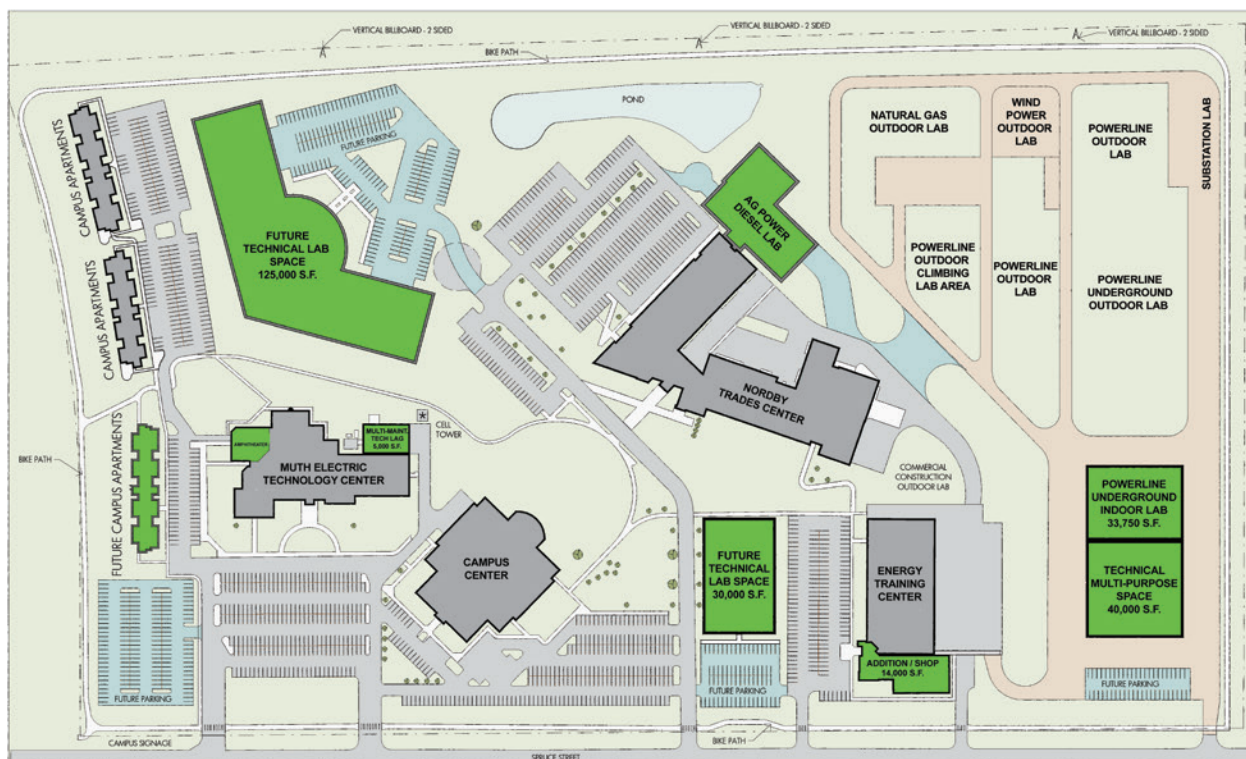 VERTICAL BILLBOARD - 2 SIDED
VERTICAL BILLBOARD - 2 SIDED
VERTICAL BILLBOARD - 2 SIDED
BIKE PATH
POND
CAMPUS APARTMENTS
FUTURE PARKING
NATURAL GAS
OUTDOOR LAB
WIND
POWER
OUTDOOR
LAB
POWERLINE
OUTDOOR
LAB
SUBSTATION LAB
AG POWER
DIESEL LAB
FUTURE
TECHNICAL LAB
SPACE
125,000 S.F.
POWERLINE
OUTDOOR
CLIMBING
LAB AREA
POWERLINE
OUTDOOR LAB
POWERLINE
UNDERGROUND
OUTDOOR LAB
CAMPUS APARTMENTS
NORDBY
TRADES CENTER
FUTURE CAMPUS APARTMENTS
BIKE PATH
AMPHITHEATER
MULTI-MAINT.
TECH LAG
5,000 S.F.
CELL
TOWER
MUTH ELECTRIC
TECHNOLOGY CENTER
COMMERCIAL
CONSTRUCTION
OUTDOOR LAB
POWERLINE
UNDERGROUND
INDOOR LAB
33,750 S.F.
CAMPUS
CENTER
FUTURE
TECHNICAL
LAB SPACE
30,000 S.F.
ENERGY
TRAINING
CENTER
TECHNICAL
MULTI-PURPOSE
SPACE
40,000 S.F.
ADDITION / SHOP
14,000 S.F.
FUTURE PARKING
FUTURE PARKING
FUTURE PARKING
CAMPUS SIGNAGE
BIKE PATH
SPRUCE STREET